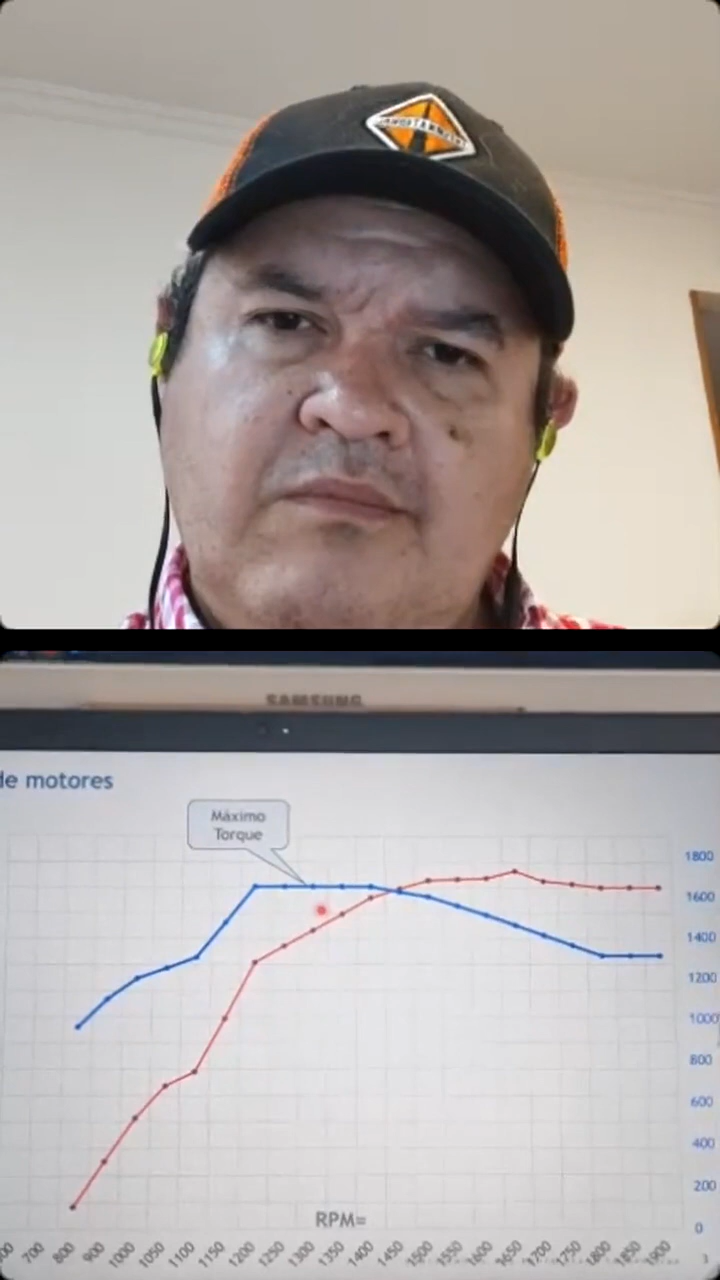 INTERNATIONAL
SAMSUNG
de motores
Máximo
Torque
1800
1600
1400
1200
1000
800
600
400
200
0
RPM=
700 800 900 1000 1050 1100 1150 1200 1250 1300 1350 1400 1450 1500 1550 1600 1650 1700 1750 1800 1850 1900
3